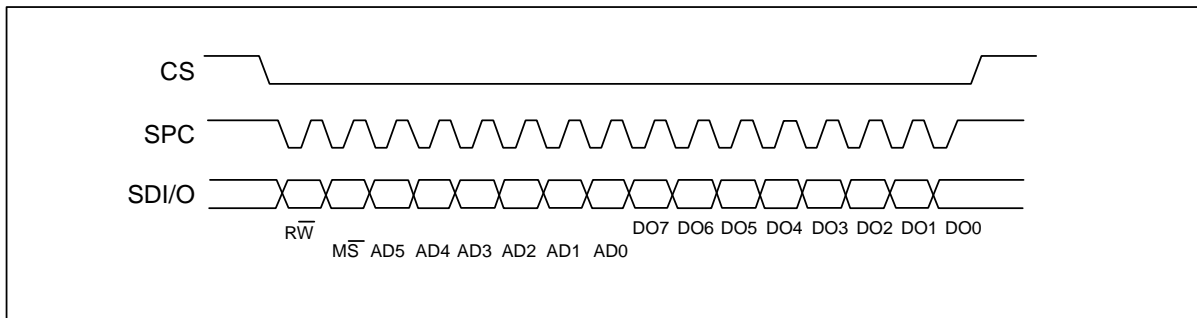 CS
SPC
SDI/O
RW̅ DO7 DO6 DO5 DO4 DO3 DO2 DO1 DO0
MS̅ AD5 AD4 AD3 AD2 AD1 AD0